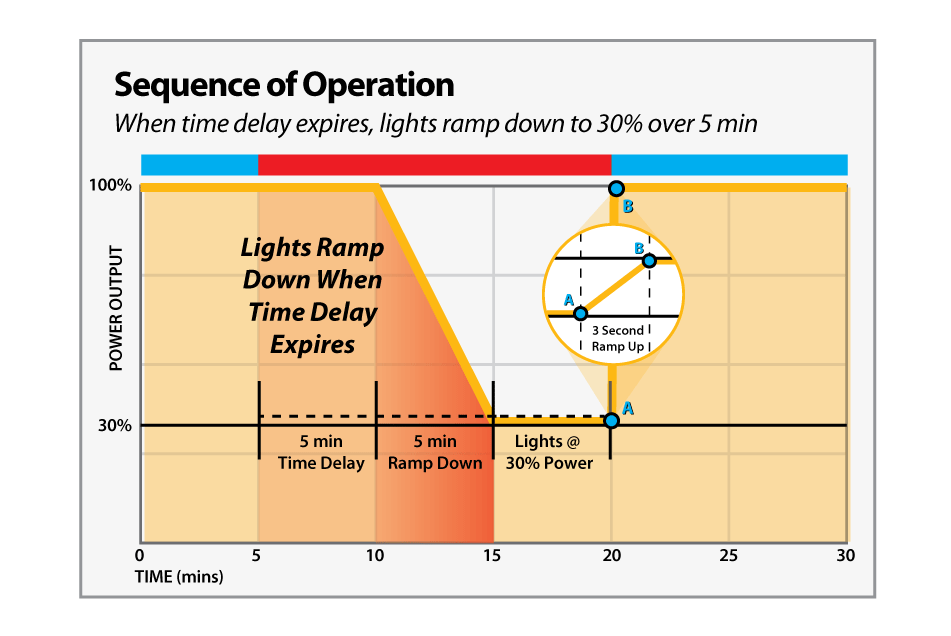 Sequence of Operation
When time delay expires, lights ramp down to 30% over 5 min
100%
B
Lights Ramp
Down When
Time Delay
Expires
B
A
3 Second
Ramp Up
POWER OUTPUT
A
30%
5 min
Time Delay
5 min
Ramp Down
Lights @
30% Power
0
5
10
15
20
25
30
TIME (mins)